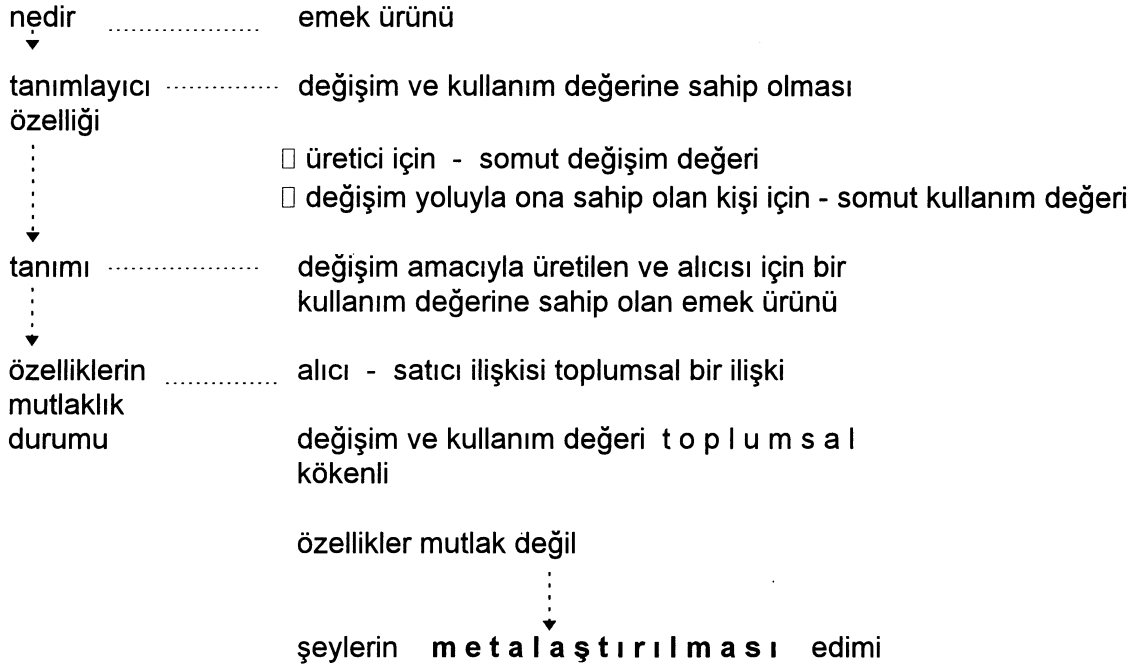 nedir ..................... emek ürünü
tanımlayıcı ............... değişim ve kullanım değerine sahip olması
özelliği
▯ üretici için - somut değişim değeri
▯ değişim yoluyla ona sahip olan kişi için - somut kullanım değeri
tanımı ..................... değişim amacıyla üretilen ve alıcısı için bir
kullanım değerine sahip olan emek ürünü
özelliklerin ............... alıcı - satıcı ilişkisi toplumsal bir ilişki
mutlaklık
durumu değişim ve kullanım değeri t o p l u m s a l
kökenli
özellikler mutlak değil
şeylerin m e t a l a ş t ı r ı l m a s ı edimi